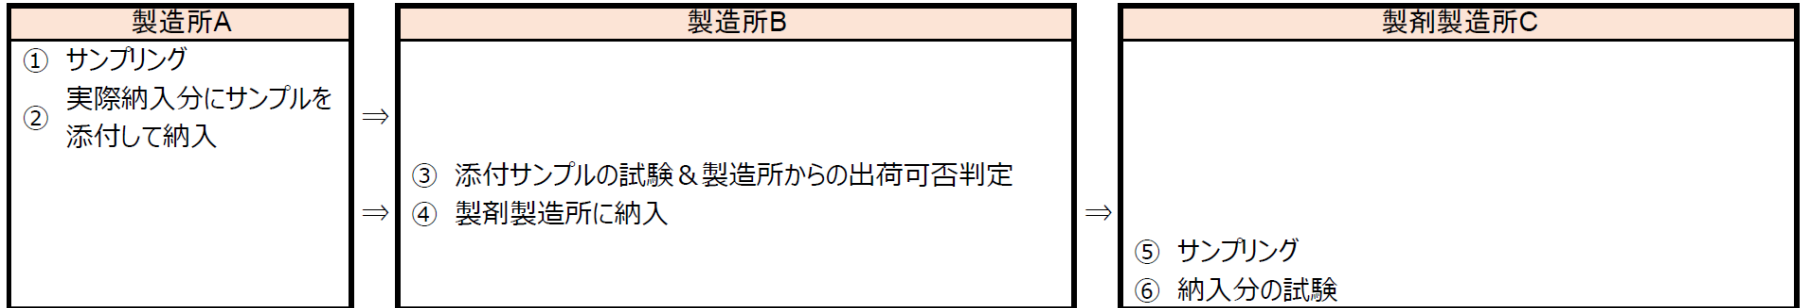 製造所A
① サンプリング
② 実際納入分にサンプルを
添付して納入
⇒
⇒
製造所B
③ 添付サンプルの試験＆製造所からの出荷可否判定
④ 製剤製造所に納入
⇒
製剤製造所C
⑤ サンプリング
⑥ 納入分の試験